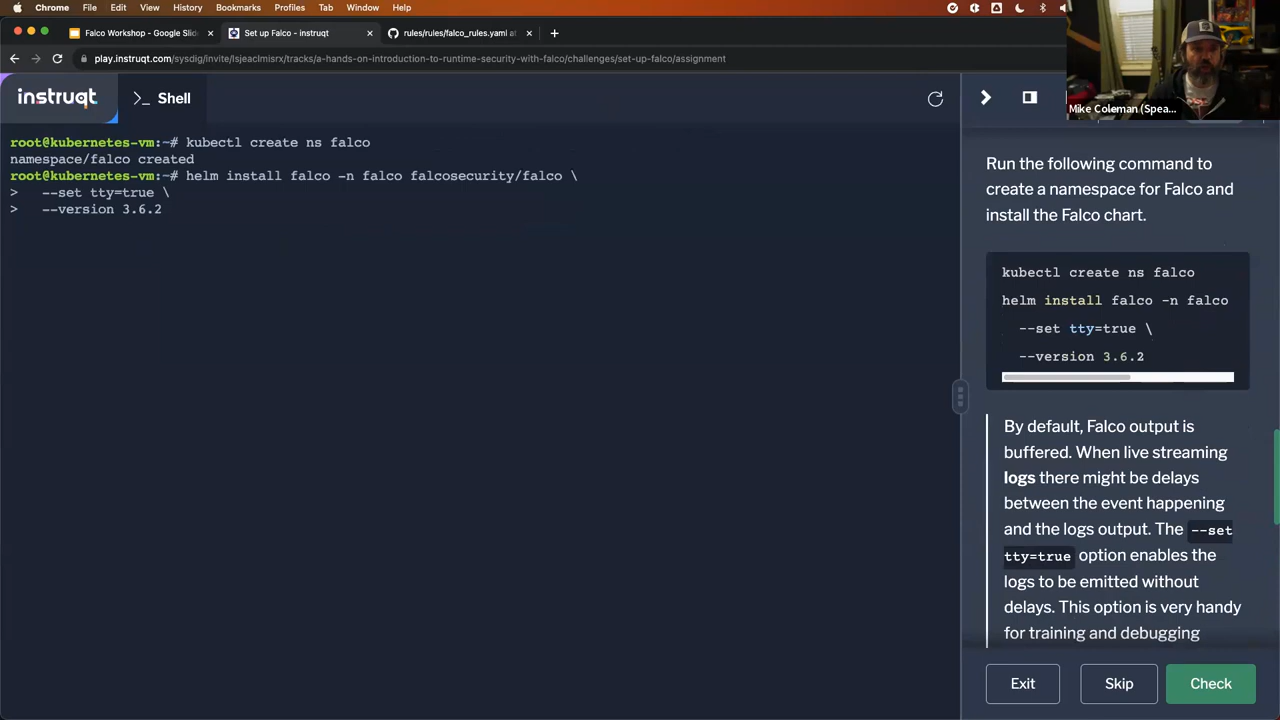 Chrome File Edit View History Bookmarks Profiles Tab Window Help
Falco Workshop - Google Slid
Set up Falco - instruqt
rules/rules/falco_rules.yaml at
play.instruqt.com/sysdig/invite/lsjeaclmisrx/tracks/a-hands-on-introduction-to-runtime-security-with-falco/challenges/set-up-falco/assignment
instruqt
>_ Shell
Mike Coleman (Spea...
root@kubernetes-vm:~# kubectl create ns falco
namespace/falco created
root@kubernetes-vm:~# helm install falco -n falco falcosecurity/falco \
> --set tty=true \
> --version 3.6.2
Run the following command to
create a namespace for Falco and
install the Falco chart.
kubectl create ns falco
helm install falco -n falco
--set tty=true \
--version 3.6.2
By default, Falco output is
buffered. When live streaming
logs there might be delays
between the event happening
and the logs output. The --set
tty=true option enables the
logs to be emitted without
delays. This option is very handy
for training and debugging
Exit
Skip
Check